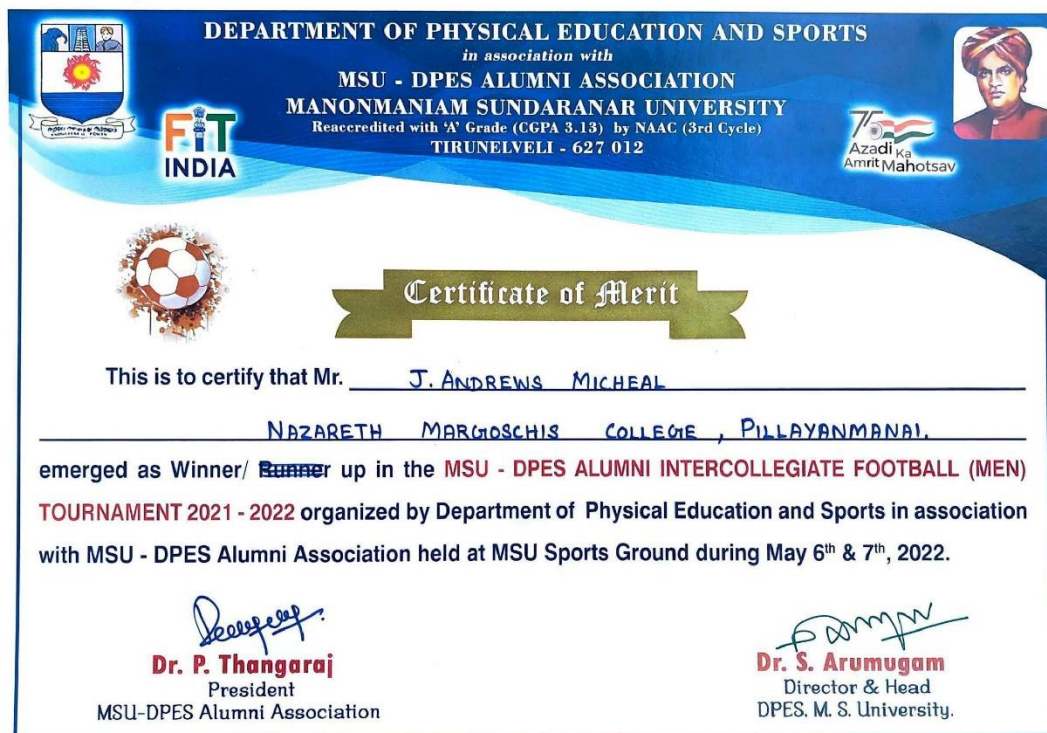 DEPARTMENT OF PHYSICAL EDUCATION AND SPORTS
in association with
MSU - DPES ALUMNI ASSOCIATION
MANONMANIAM SUNDARANAR UNIVERSITY
Reaccredited with 'A' Grade (CGPA 3.13) by NAAC (3rd Cycle)
TIRUNELVELI - 627 012
FIT
INDIA
75
Azadi Ka
Amrit Mahotsav
Certificate of Merit
This is to certify that Mr. J. ANDREWS MICHEAL
NAZARETH MARGOSCHIS COLLEGE, PILLAYANMANAI.
emerged as Winner/ Runner up in the MSU - DPES ALUMNI INTERCOLLEGIATE FOOTBALL (MEN)
TOURNAMENT 2021 - 2022 organized by Department of Physical Education and Sports in association
with MSU - DPES Alumni Association held at MSU Sports Ground during May 6th & 7th, 2022.
Dr. P. Thangaraj
President
MSU-DPES Alumni Association
Dr. S. Arumugam
Director & Head
DPES. M. S. University.